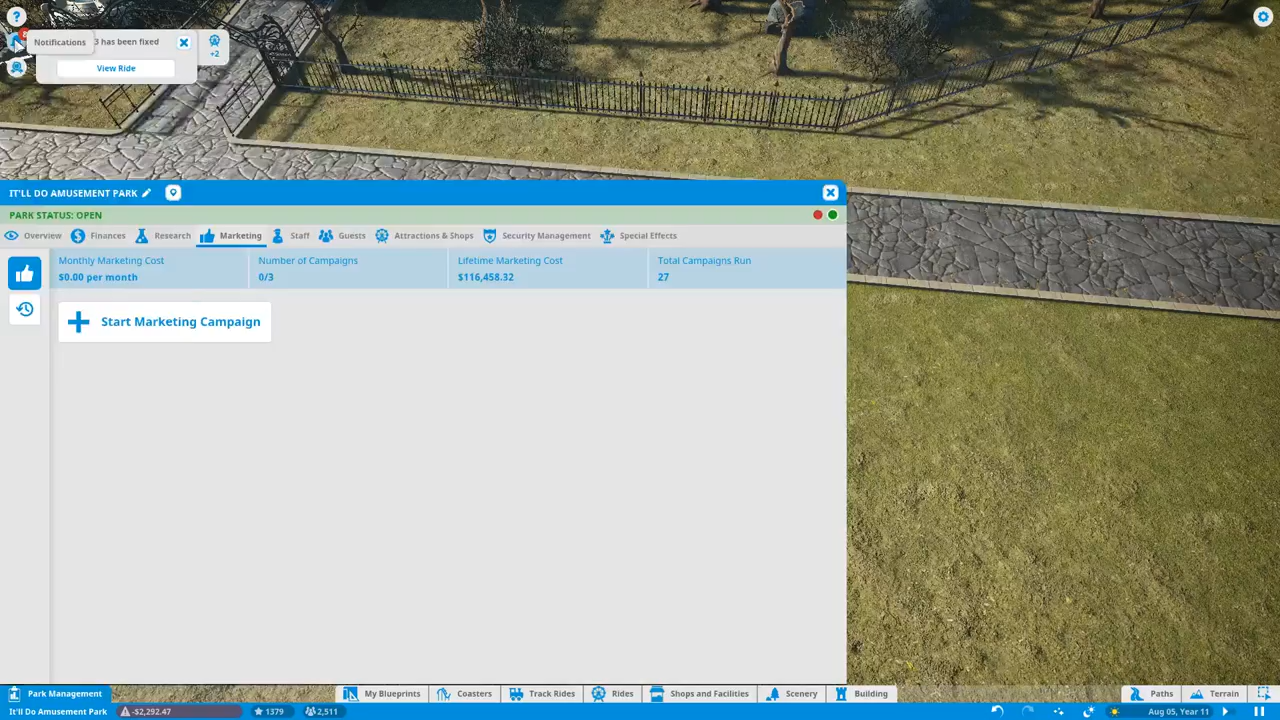 ?
Notifications
3 has been fixed
+2
View Ride
IT'LL DO AMUSEMENT PARK
PARK STATUS: OPEN
Overview Finances Research Marketing Staff Guests Attractions & Shops Security Management Special Effects
Monthly Marketing Cost Number of Campaigns Lifetime Marketing Cost Total Campaigns Run
$0.00 per month 0/3 $116,458.32 27
Start Marketing Campaign
Park Management My Blueprints Coasters Track Rides Rides Shops and Facilities Scenery Building Paths Terrain
It'll Do Amusement Park -$2,292.47 1379 2,511 Aug 05, Year 11